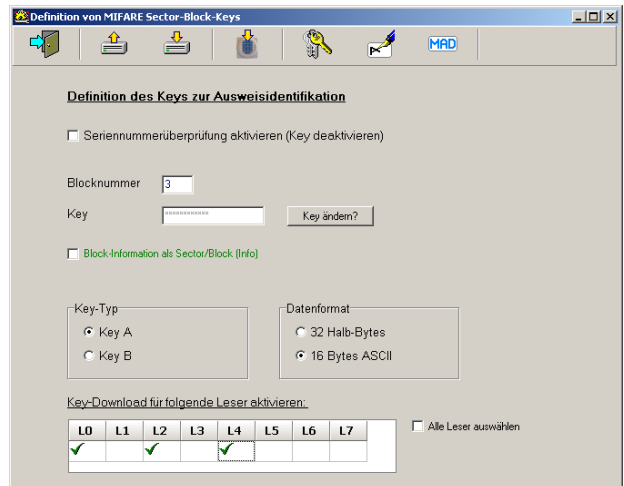 Definition von MIFARE Sector-Block-Keys
MAD
Definition des Keys zur Ausweisidentifikation
Seriennummerüberprüfung aktivieren (Key deaktivieren)
Blocknummer 3
Key ************ Key ändern?
Block-Information als Sector/Block (Info)
Key-Typ Datenformat
Key A 32 Halb-Bytes
Key B 16 Bytes ASCII
Key-Download für folgende Leser aktivieren:
L0 L1 L2 L3 L4 L5 L6 L7 Alle Leser auswählen